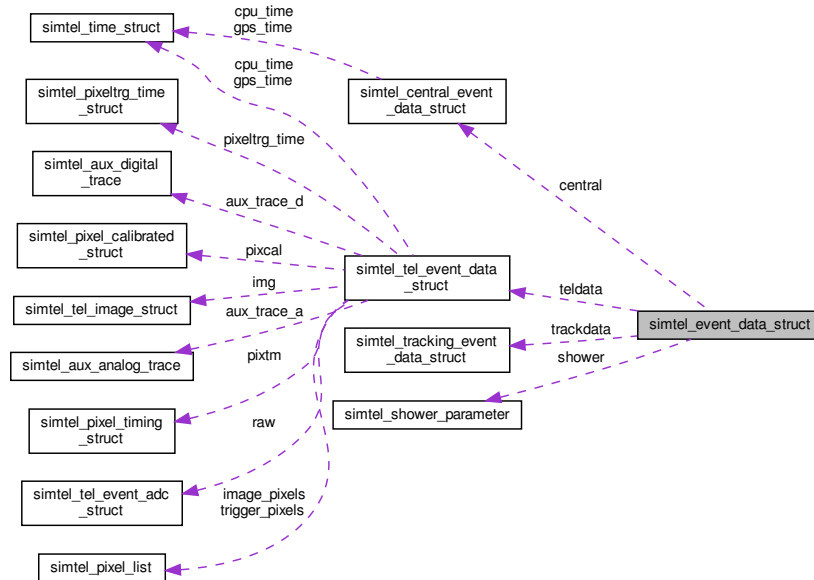 cpu_time
gps_time
simtel_time_struct
cpu_time
gps_time
simtel_pixeltrg_time
_struct
simtel_central_event
_data_struct
pixeltrg_time
simtel_aux_digital
_trace
central
aux_trace_d
simtel_pixel_calibrated
_struct
pixcal
simtel_tel_event_data
_struct
img
teldata
simtel_tel_image_struct
aux_trace_a
simtel_event_data_struct
trackdata
simtel_tracking_event
_data_struct
simtel_aux_analog_trace
pixtm
shower
simtel_shower_parameter
simtel_pixel_timing
_struct
raw
simtel_tel_event_adc
_struct
image_pixels
trigger_pixels
simtel_pixel_list